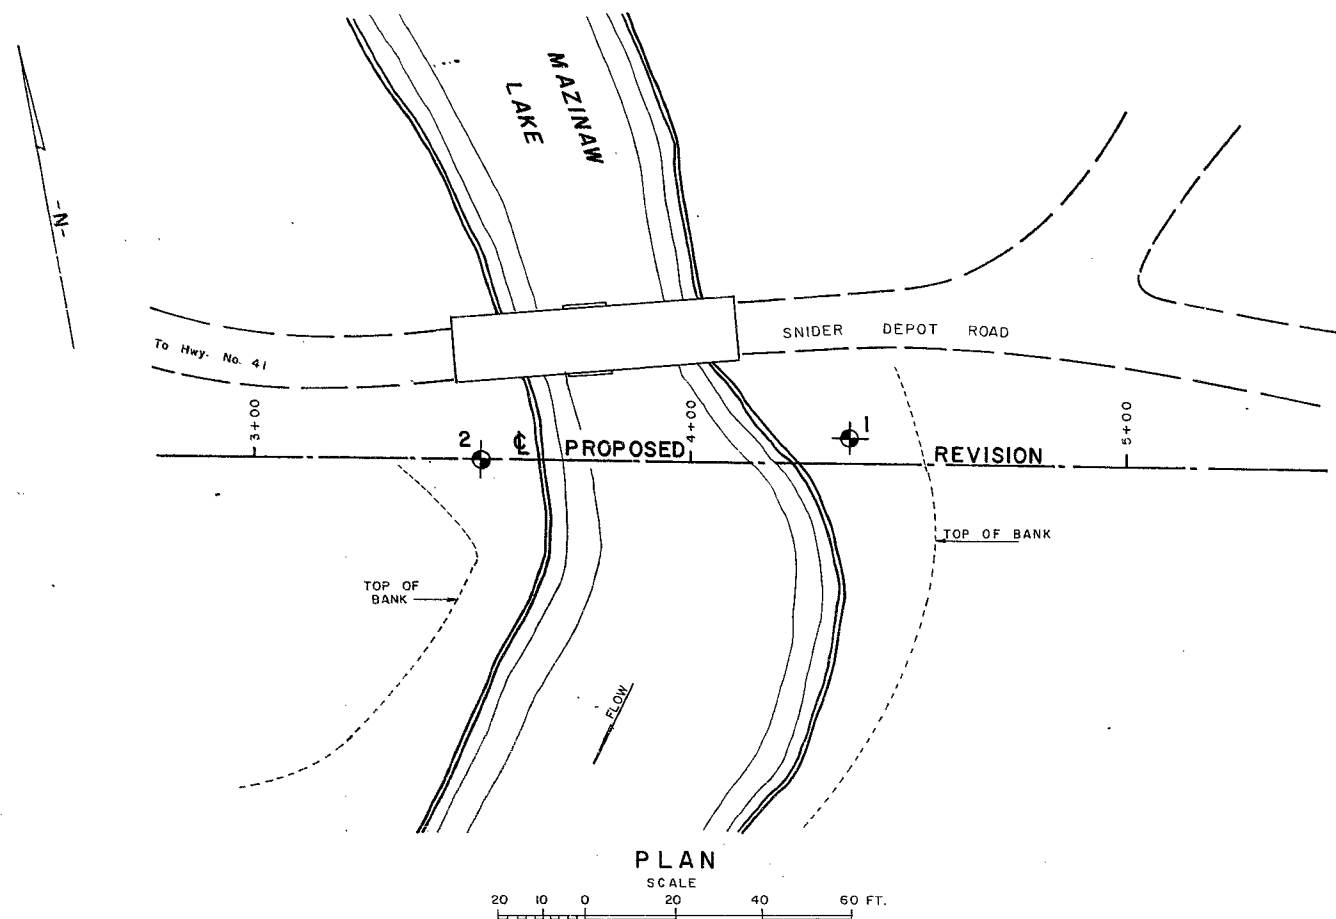 MAZINAW
LAKE
-N-
To Hwy. No. 41
SNIDER DEPOT ROAD
3+00
4+00
5+00
2
℄ PROPOSED REVISION
1
TOP OF BANK
TOP OF
BANK
FLOW
PLAN
SCALE
20 10 0 20 40 60 FT.